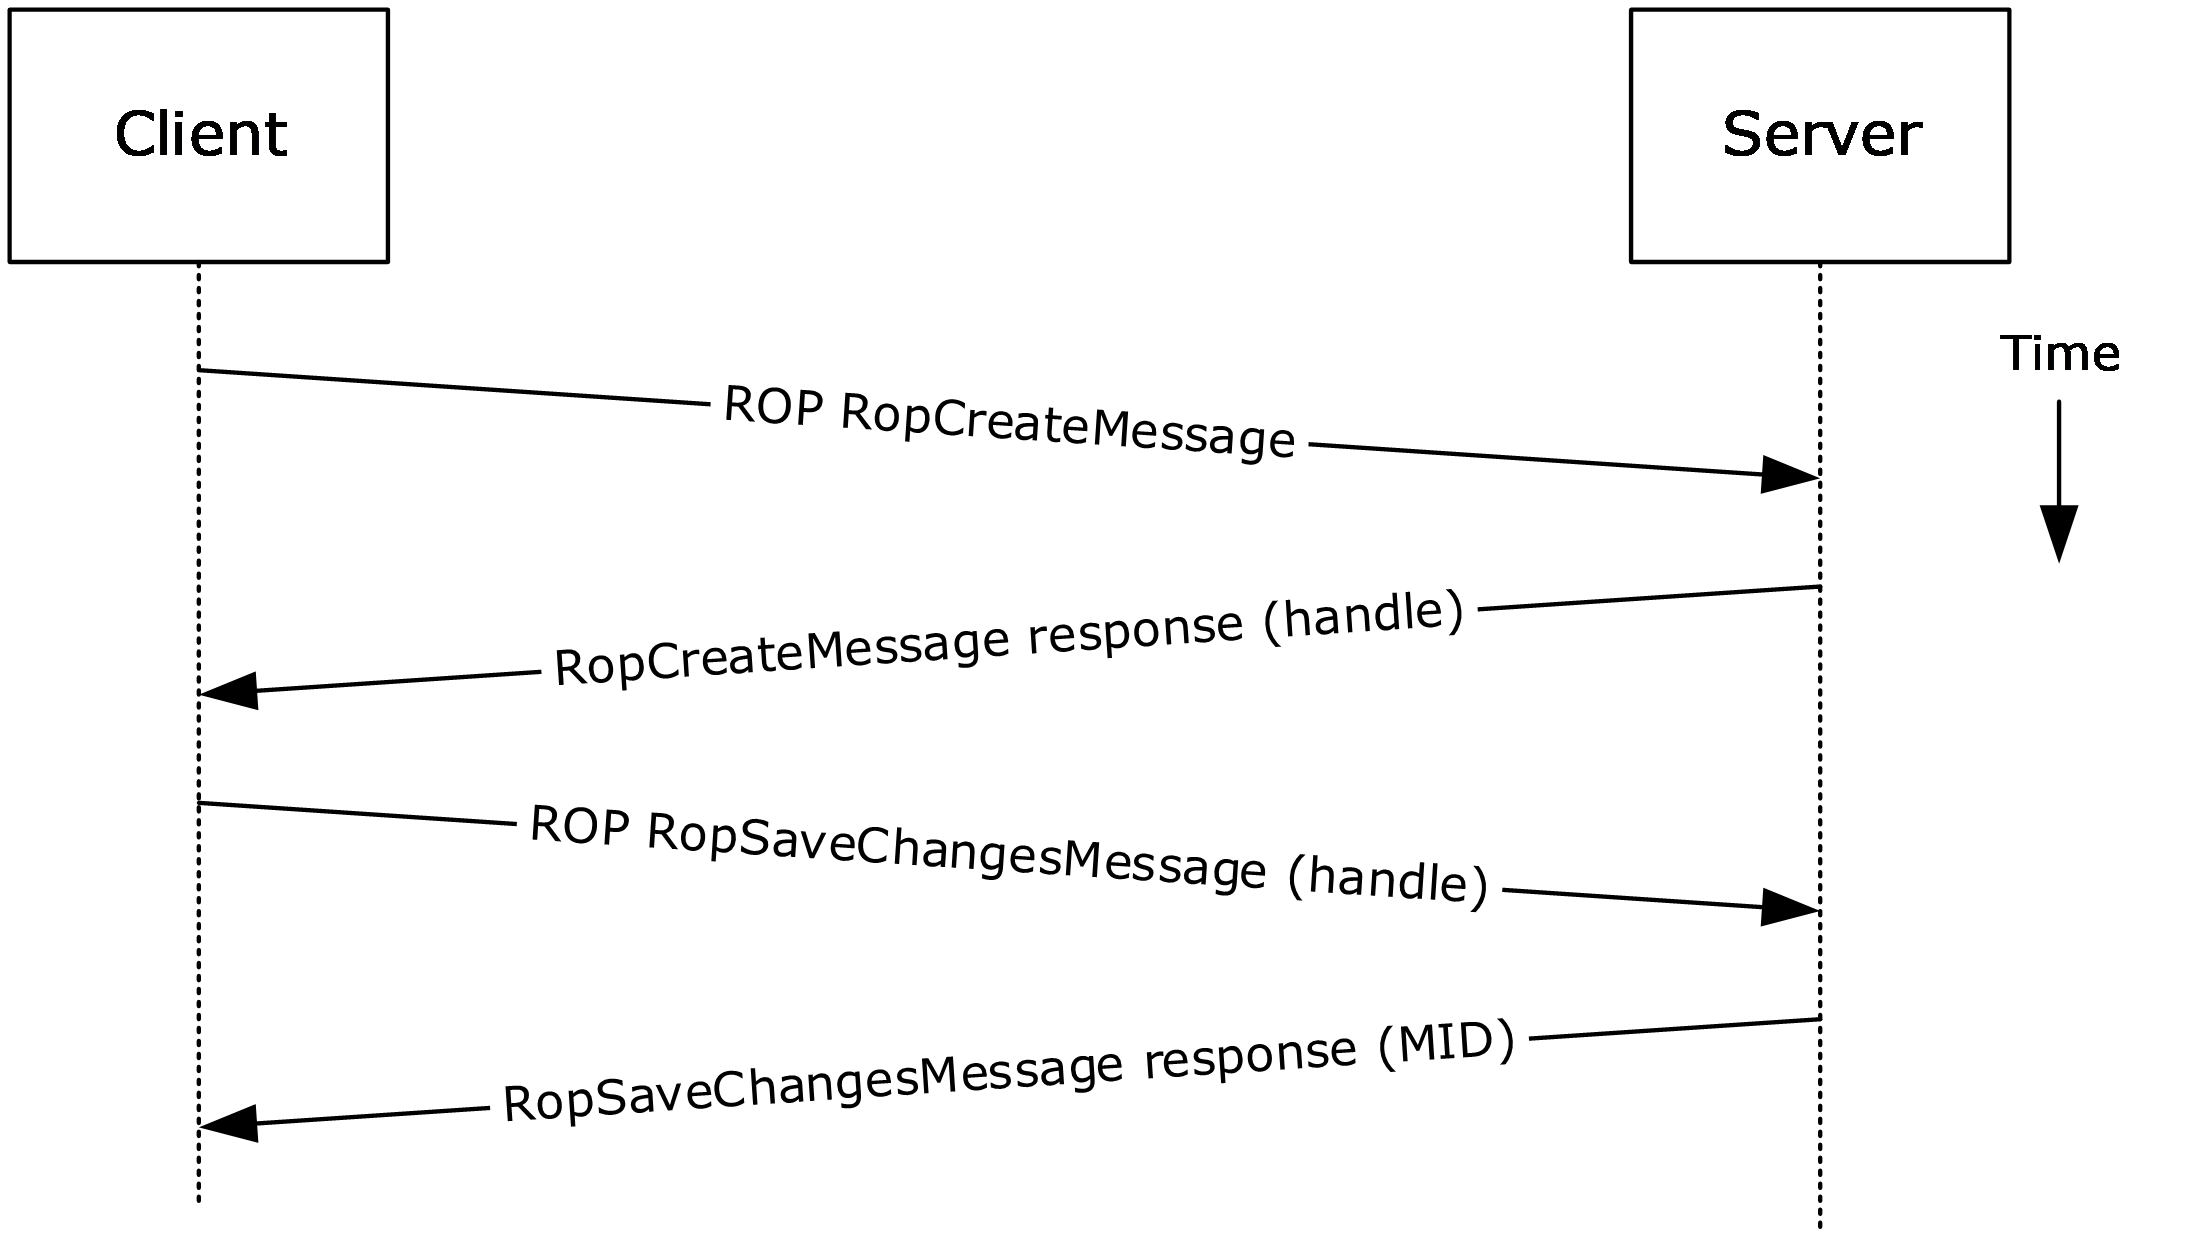 Client
Server
Time
ROP RopCreateMessage
RopCreateMessage response (handle)
ROP RopSaveChangesMessage (handle)
RopSaveChangesMessage response (MID)